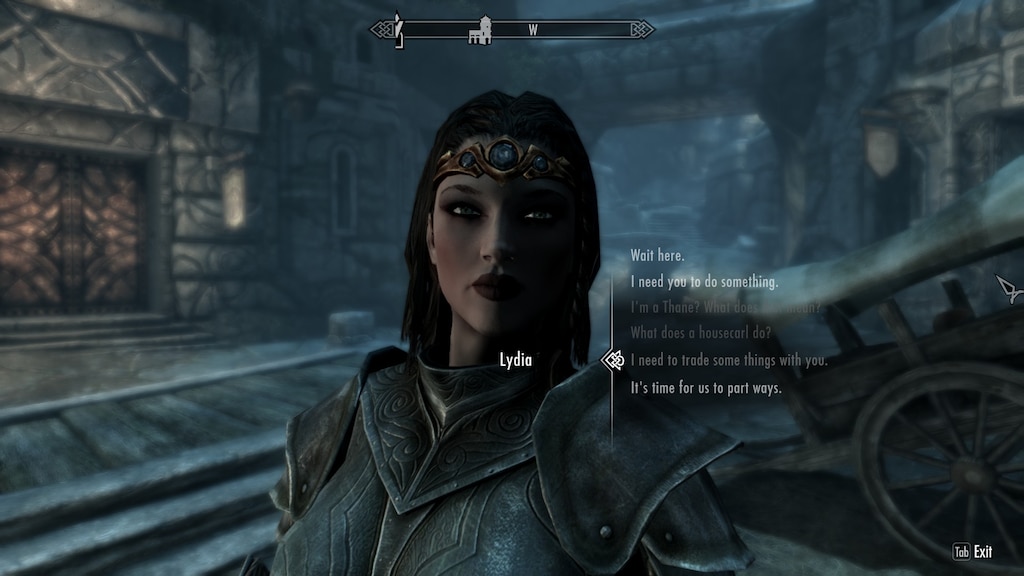 W
Wait here.
I need you to do something.
I'm a Thane? What does that mean?
What does a housecarl do?
I need to trade some things with you.
It's time for us to part ways.
Lydia
Tab Exit